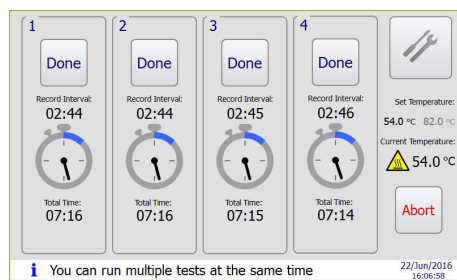 1
Done
Record Interval:
02:44
Total Time:
07:16
2
Done
Record Interval:
02:44
Total Time:
07:16
3
Done
Record Interval:
02:45
Total Time:
07:15
4
Done
Record Interval:
02:46
Total Time:
07:14
Set Temperature:
54.0 °C 82.0 °C
Current Temperature:
54.0 °C
Abort
i You can run multiple tests at the same time
22/Jun/2016
16:06:58